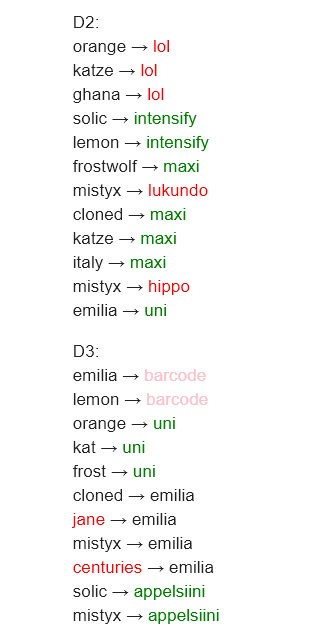 D2:
orange → lol
katze → lol
ghana → lol
solic → intensify
lemon → intensify
frostwolf → maxi
mistyx → lukundo
cloned → maxi
katze → maxi
italy → maxi
mistyx → hippo
emilia → uni
D3:
emilia → barcode
lemon → barcode
orange → uni
kat → uni
frost → uni
cloned → emilia
jane → emilia
mistyx → emilia
centuries → emilia
solic → appelsiini
mistyx → appelsiini